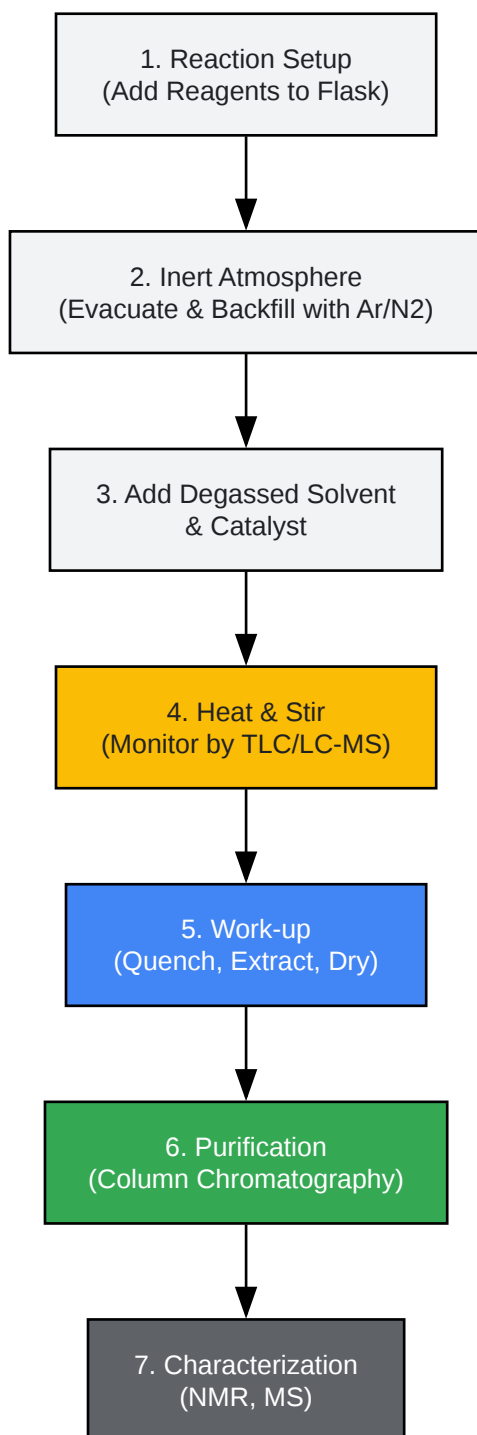 1. Reaction Setup
(Add Reagents to Flask)
2. Inert Atmosphere
(Evacuate & Backfill with Ar/N2)
3. Add Degassed Solvent
& Catalyst
4. Heat & Stir
(Monitor by TLC/LC-MS)
5. Work-up
(Quench, Extract, Dry)
6. Purification
(Column Chromatography)
7. Characterization
(NMR, MS)